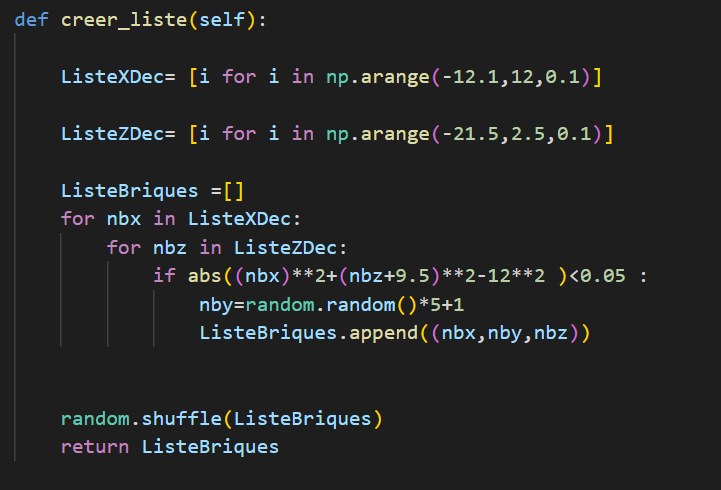 def creer_liste(self):
ListeXDec= [i for i in np.arange(-12.1,12,0.1)]
ListeZDec= [i for i in np.arange(-21.5,2.5,0.1)]
ListeBriques =[]
for nbx in ListeXDec:
for nbz in ListeZDec:
if abs((nbx)**2+(nbz+9.5)**2-12**2 )<0.05 :
nby=random.random()*5+1
ListeBriques.append((nbx,nby,nbz))
random.shuffle(ListeBriques)
return ListeBriques